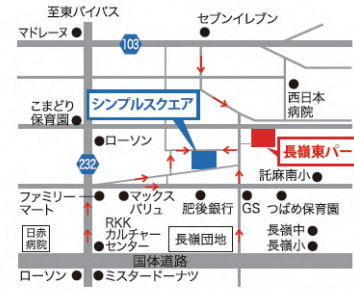 至東バイパス
マドレーヌ
セブンイレブン
103
西日本
病院
こまどり
保育園
シンプルスクエア
ローソン
長嶺東パー
232
託麻南小
ファミリー
マート
マックス
バリュ
肥後銀行
GS
つばめ保育園
日赤
病院
RKK
カルチャー
センター
長嶺団地
長嶺中
長嶺小
国体道路
ローソン
ミスタードーナツ